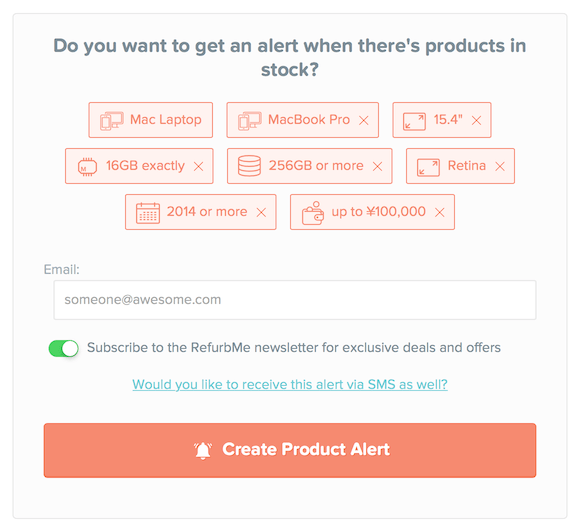 Do you want to get an alert when there's products in
stock?
Mac Laptop MacBook Pro 15.4"
16GB exactly 256GB or more Retina
2014 or more up to ¥100,000
Email:
someone@awesome.com
Subscribe to the RefurbMe newsletter for exclusive deals and offers
Would you like to receive this alert via SMS as well?
Create Product Alert